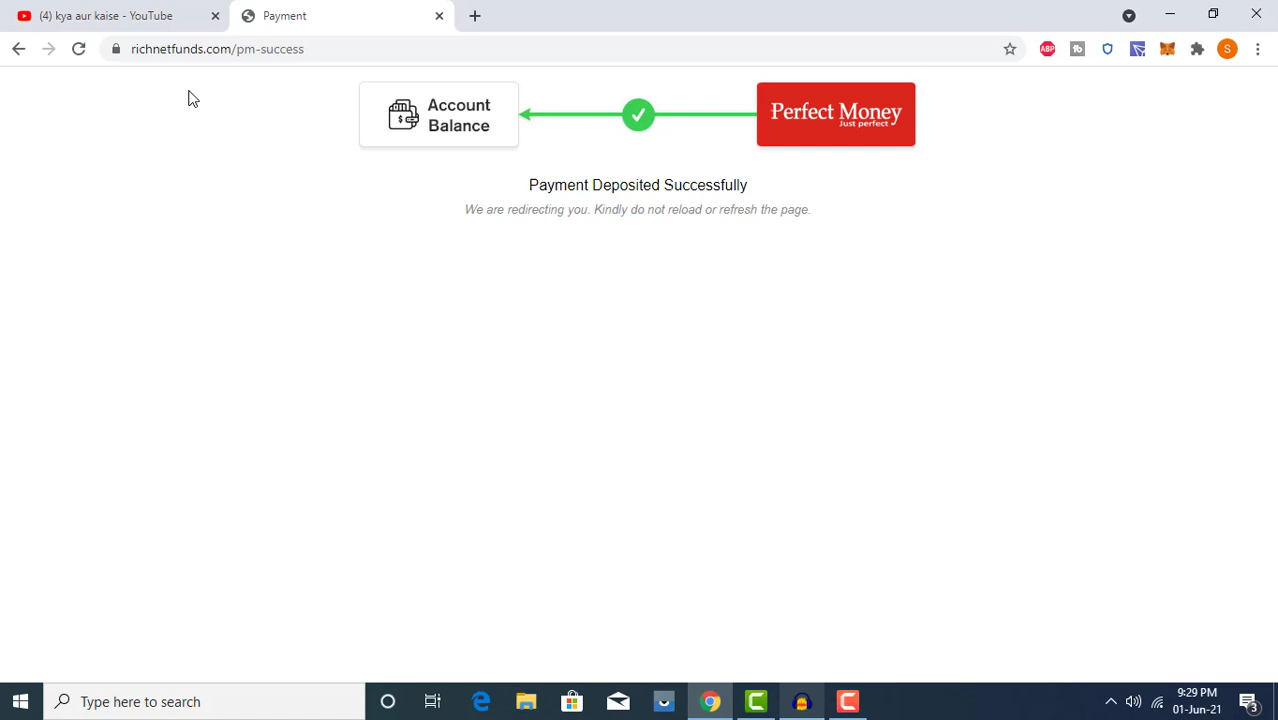 (4) kya aur kaise - YouTube
Payment
richnetfunds.com/pm-success
ABP
S
Account
Balance
$
Perfect Money
Just perfect
Payment Deposited Successfully
We are redirecting you. Kindly do not reload or refresh the page.
Type here to search
9:29 PM
01-Jun-21
3